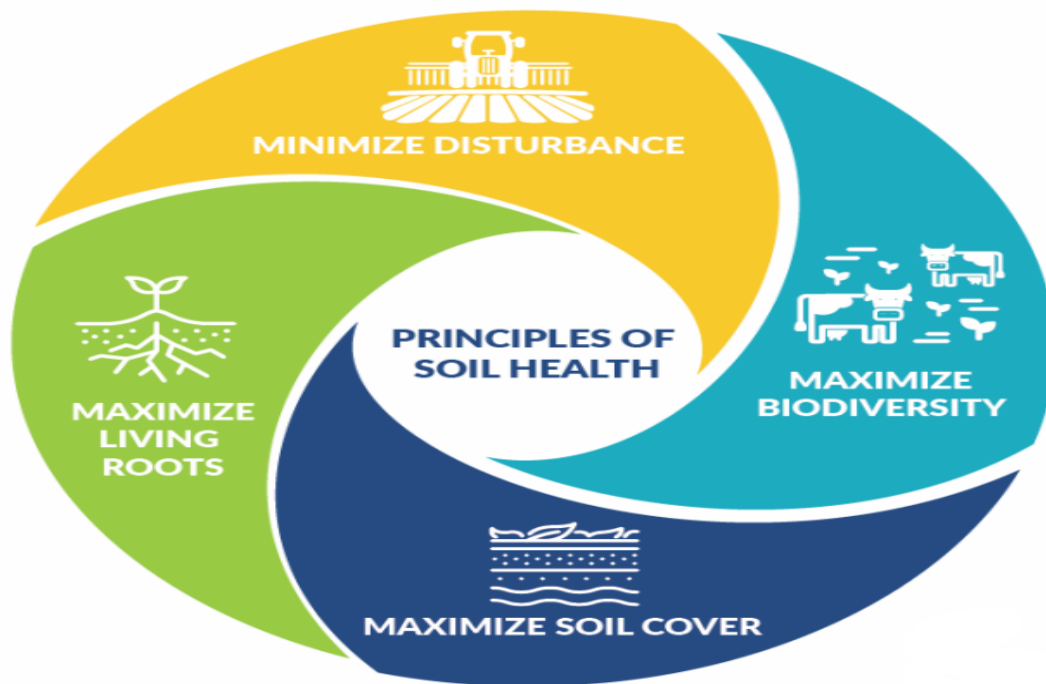 MINIMIZE DISTURBANCE
PRINCIPLES OF
SOIL HEALTH
MAXIMIZE
BIODIVERSITY
MAXIMIZE
LIVING
ROOTS
MAXIMIZE SOIL COVER